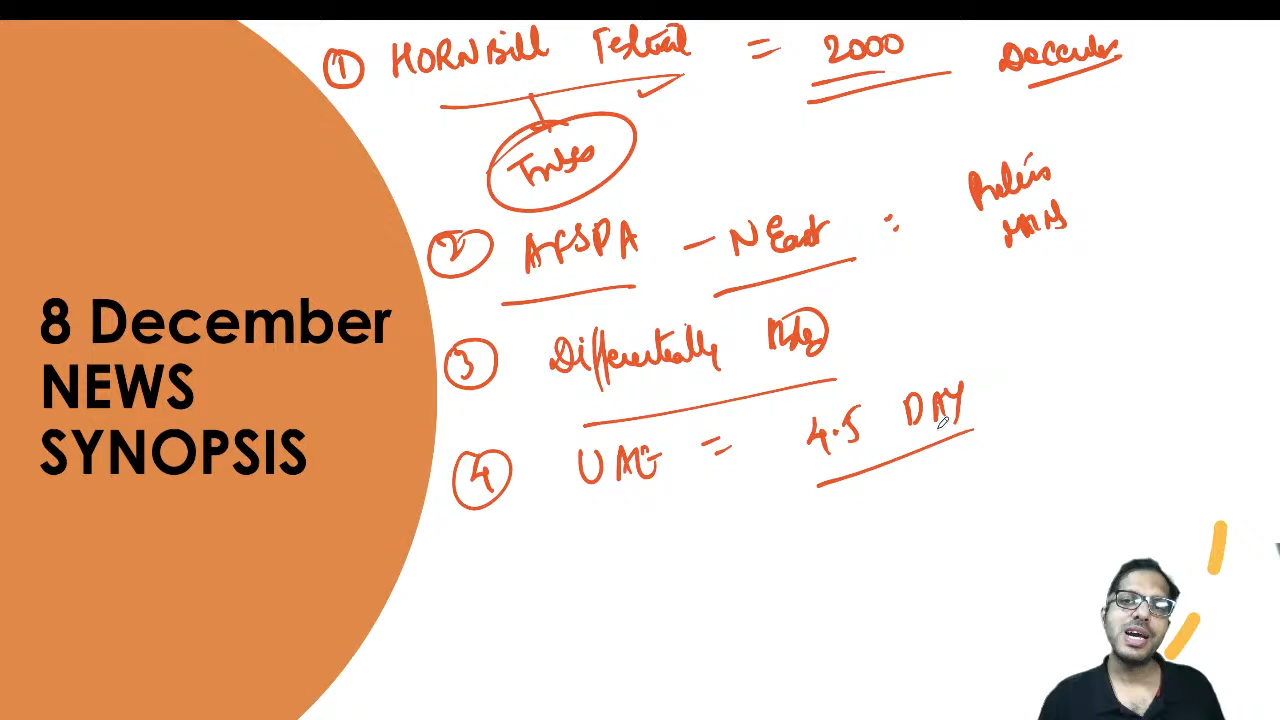 ① HORNBill Festival = 2000 December
Tribes
② AFSPA - N East :
③ Differentially
④ UAE = 4.5 DAY
8 December
NEWS
SYNOPSIS